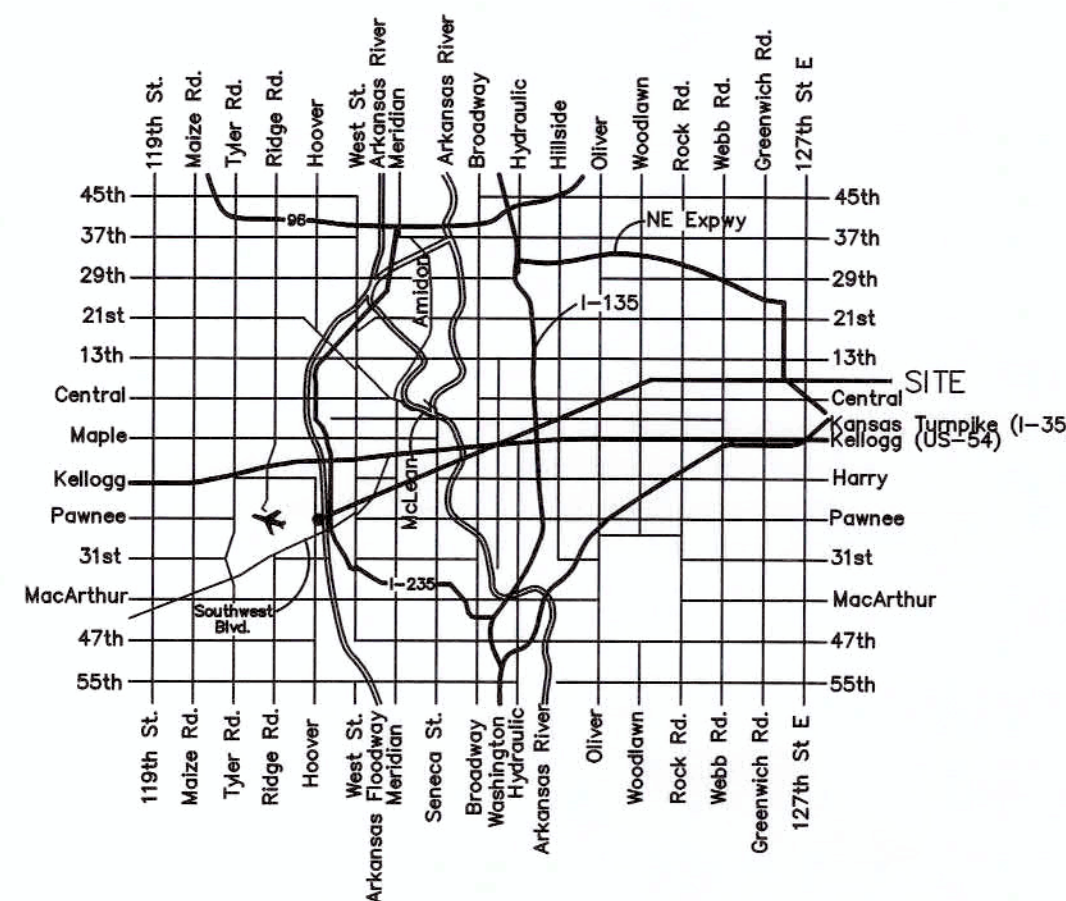 119th St.
Maize Rd.
Tyler Rd.
Ridge Rd.
Hoover
West St.
Arkansas River
Meridian
Arkansas River
Broadway
Hydraulic
Hillside
Oliver
Woodlawn
Rock Rd.
Webb Rd.
Greenwich Rd.
127th St E
45th
37th
29th
21st
13th
Central
Maple
Kellogg
Pawnee
31st
MacArthur
47th
55th
96
NE Expwy
Amidon
I-135
McLean
I-235
Southwest
Blvd.
45th
37th
29th
21st
13th
SITE
Central
Kansas Turnpike (I-35
Kellogg (US-54)
Harry
Pawnee
31st
MacArthur
47th
55th
119th St.
Maize Rd.
Tyler Rd.
Ridge Rd.
Hoover
West St.
Arkansas Floodway
Meridian
Seneca St.
Broadway
Washington
Hydraulic
Arkansas River
Oliver
Woodlawn
Rock Rd.
Webb Rd.
Greenwich Rd.
127th St E